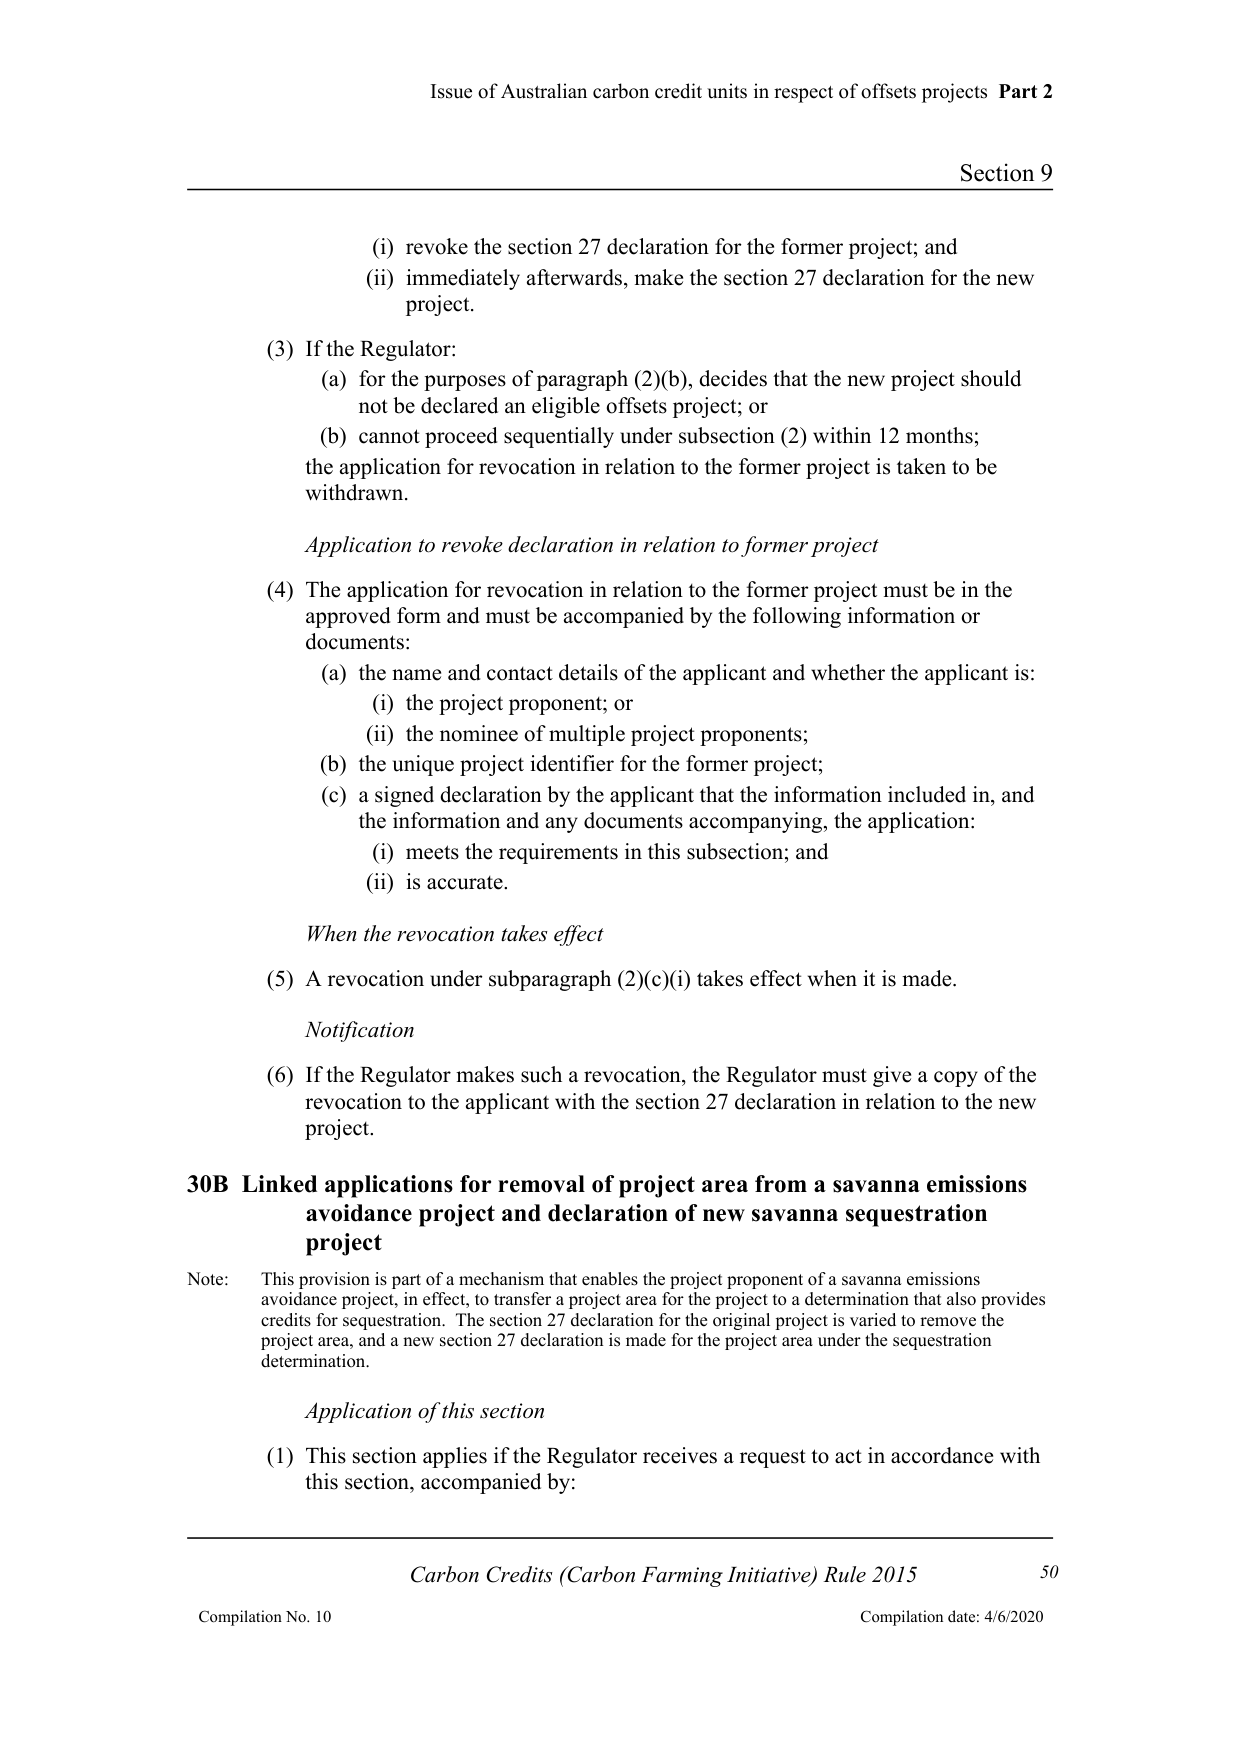 Issue of Australian carbon credit units in respect of offsets projects Part 2
Section 9
(i) revoke the section 27 declaration for the former project; and
(ii) immediately afterwards, make the section 27 declaration for the new
project.
(3) If the Regulator:
(a) for the purposes of paragraph (2)(b), decides that the new project should
not be declared an eligible offsets project; or
(b) cannot proceed sequentially under subsection (2) within 12 months;
the application for revocation in relation to the former project is taken to be
withdrawn.
Application to revoke declaration in relation to former project
(4) The application for revocation in relation to the former project must be in the
approved form and must be accompanied by the following information or
documents:
(a) the name and contact details of the applicant and whether the applicant is:
(i) the project proponent; or
(ii) the nominee of multiple project proponents;
(b) the unique project identifier for the former project;
(c) a signed declaration by the applicant that the information included in, and
the information and any documents accompanying, the application:
(i) meets the requirements in this subsection; and
(ii) is accurate.
When the revocation takes effect
(5) A revocation under subparagraph (2)(c)(i) takes effect when it is made.
Notification
(6) If the Regulator makes such a revocation, the Regulator must give a copy of the
revocation to the applicant with the section 27 declaration in relation to the new
project.
30B Linked applications for removal of project area from a savanna emissions
avoidance project and declaration of new savanna sequestration
project
Note: This provision is part of a mechanism that enables the project proponent of a savanna emissions
avoidance project, in effect, to transfer a project area for the project to a determination that also provides
credits for sequestration. The section 27 declaration for the original project is varied to remove the
project area, and a new section 27 declaration is made for the project area under the sequestration
determination.
Application of this section
(1) This section applies if the Regulator receives a request to act in accordance with
this section, accompanied by:
Carbon Credits (Carbon Farming Initiative) Rule 2015 50
Compilation No. 10 Compilation date: 4/6/2020